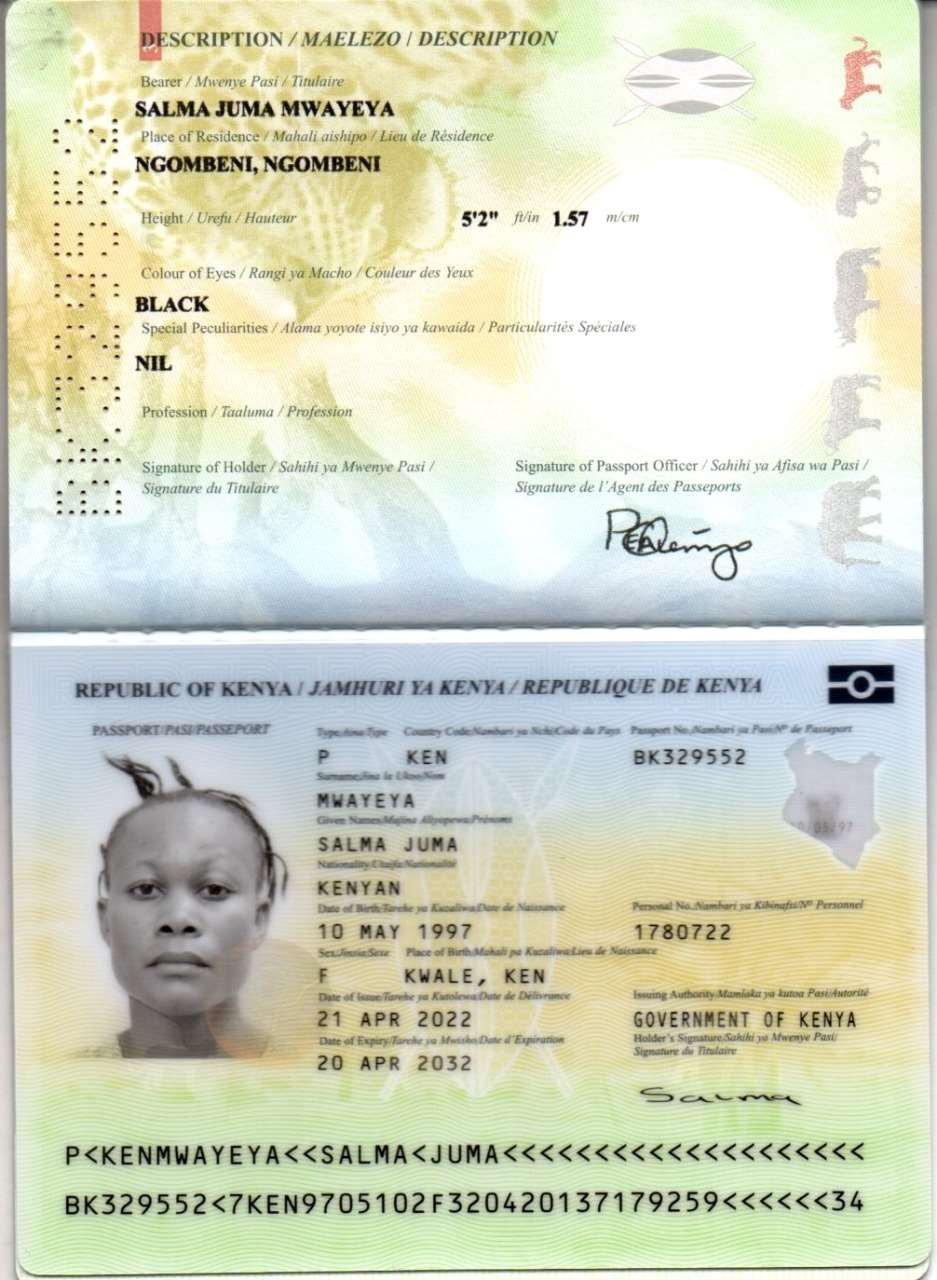 DESCRIPTION / MAELEZO / DESCRIPTION
Bearer / Mwenye Pasi / Titulaire
SALMA JUMA MWAYEYA
Place of Residence / Mahali aishipo / Lieu de Résidence
NGOMBENI, NGOMBENI
Height / Urefu / Hauteur 5'2" ft/in 1.57 m/cm
Colour of Eyes / Rangi ya Macho / Couleur des Yeux
BLACK
Special Peculiarities / Alama yoyote isiyo ya kawaida / Particularités Spéciales
NIL
Profession / Taaluma / Profession
Signature of Holder / Sahihi ya Mwenye Pasi / Signature of Passport Officer / Sahihi ya Afisa wa Pasi /
Signature du Titulaire Signature de l'Agent des Passeports
REPUBLIC OF KENYA / JAMHURI YA KENYA / REPUBLIQUE DE KENYA
PASSPORT/PASI/PASSEPORT Type/Aina/Type Country Code/Nambari ya Nchi/Code du Pays Passport No./Nambari ya Pasi/Nº de Passeport
P KEN BK329552
Surname/Jina la Ukoo/Nom
MWAYEYA
Given Names/Majina Aliyopewa/Prénoms
SALMA JUMA
Nationality/Utaifa/Nationalité
KENYAN
Date of Birth/Tarehe ya Kuzaliwa/Date de Naissance Personal No./Nambari ya Kibinafsi/Nº Personnel
10 MAY 1997 1780722
Sex/Jinsia/Sexe Place of Birth/Mahali pa Kuzaliwa/Lieu de Naissance
F KWALE, KEN
Date of Issue/Tarehe ya Kutolewa/Date de Délivrance Issuing Authority/Mamlaka ya kutoa Pasi/Autorité
21 APR 2022 GOVERNMENT OF KENYA
Date of Expiry/Tarehe ya Mwisho/Date d'Expiration Holder's Signature/Sahihi ya Mwenye Pasi/
Signature du Titulaire
20 APR 2032
Salma
P<KENMWAYEYA<<SALMA<JUMA<<<<<<<<<<<<<<<<<<<<
BK329552<7KEN9705102F320420137179259<<<<<<34